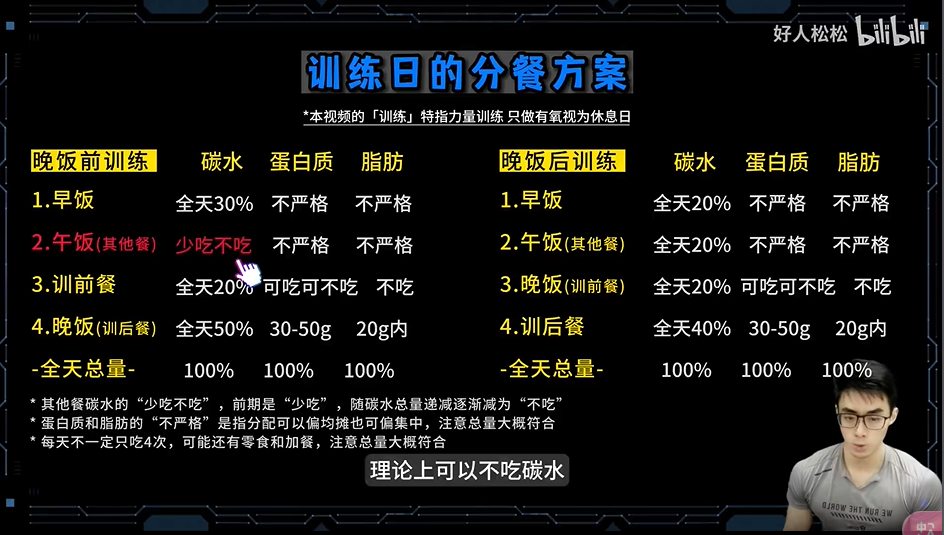 好人松松 bilibili
训练日的分餐方案
*本视频的「训练」特指力量训练 只做有氧视为休息日
晚饭前训练 碳水 蛋白质 脂肪
1.早饭 全天30% 不严格 不严格
2.午饭(其他餐) 少吃不吃 不严格 不严格
3.训前餐 全天20% 可吃可不吃 不吃
4.晚饭(训后餐) 全天50% 30-50g 20g内
-全天总量- 100% 100% 100%
晚饭后训练 碳水 蛋白质 脂肪
1.早饭 全天20% 不严格 不严格
2.午饭(其他餐) 全天20% 不严格 不严格
3.晚饭(训前餐) 全天20% 可吃可不吃 不吃
4.训后餐 全天40% 30-50g 20g内
-全天总量- 100% 100% 100%
* 其他餐碳水的“少吃不吃”，前期是“少吃”，随碳水总量递减逐渐减为“不吃”
* 蛋白质和脂肪的“不严格”是指分配可以偏均摊也可偏集中，注意总量大概符合
* 每天不一定只吃4次，可能还有零食和加餐，注意总量大概符合
理论上可以不吃碳水
WE RUN THE WORLD